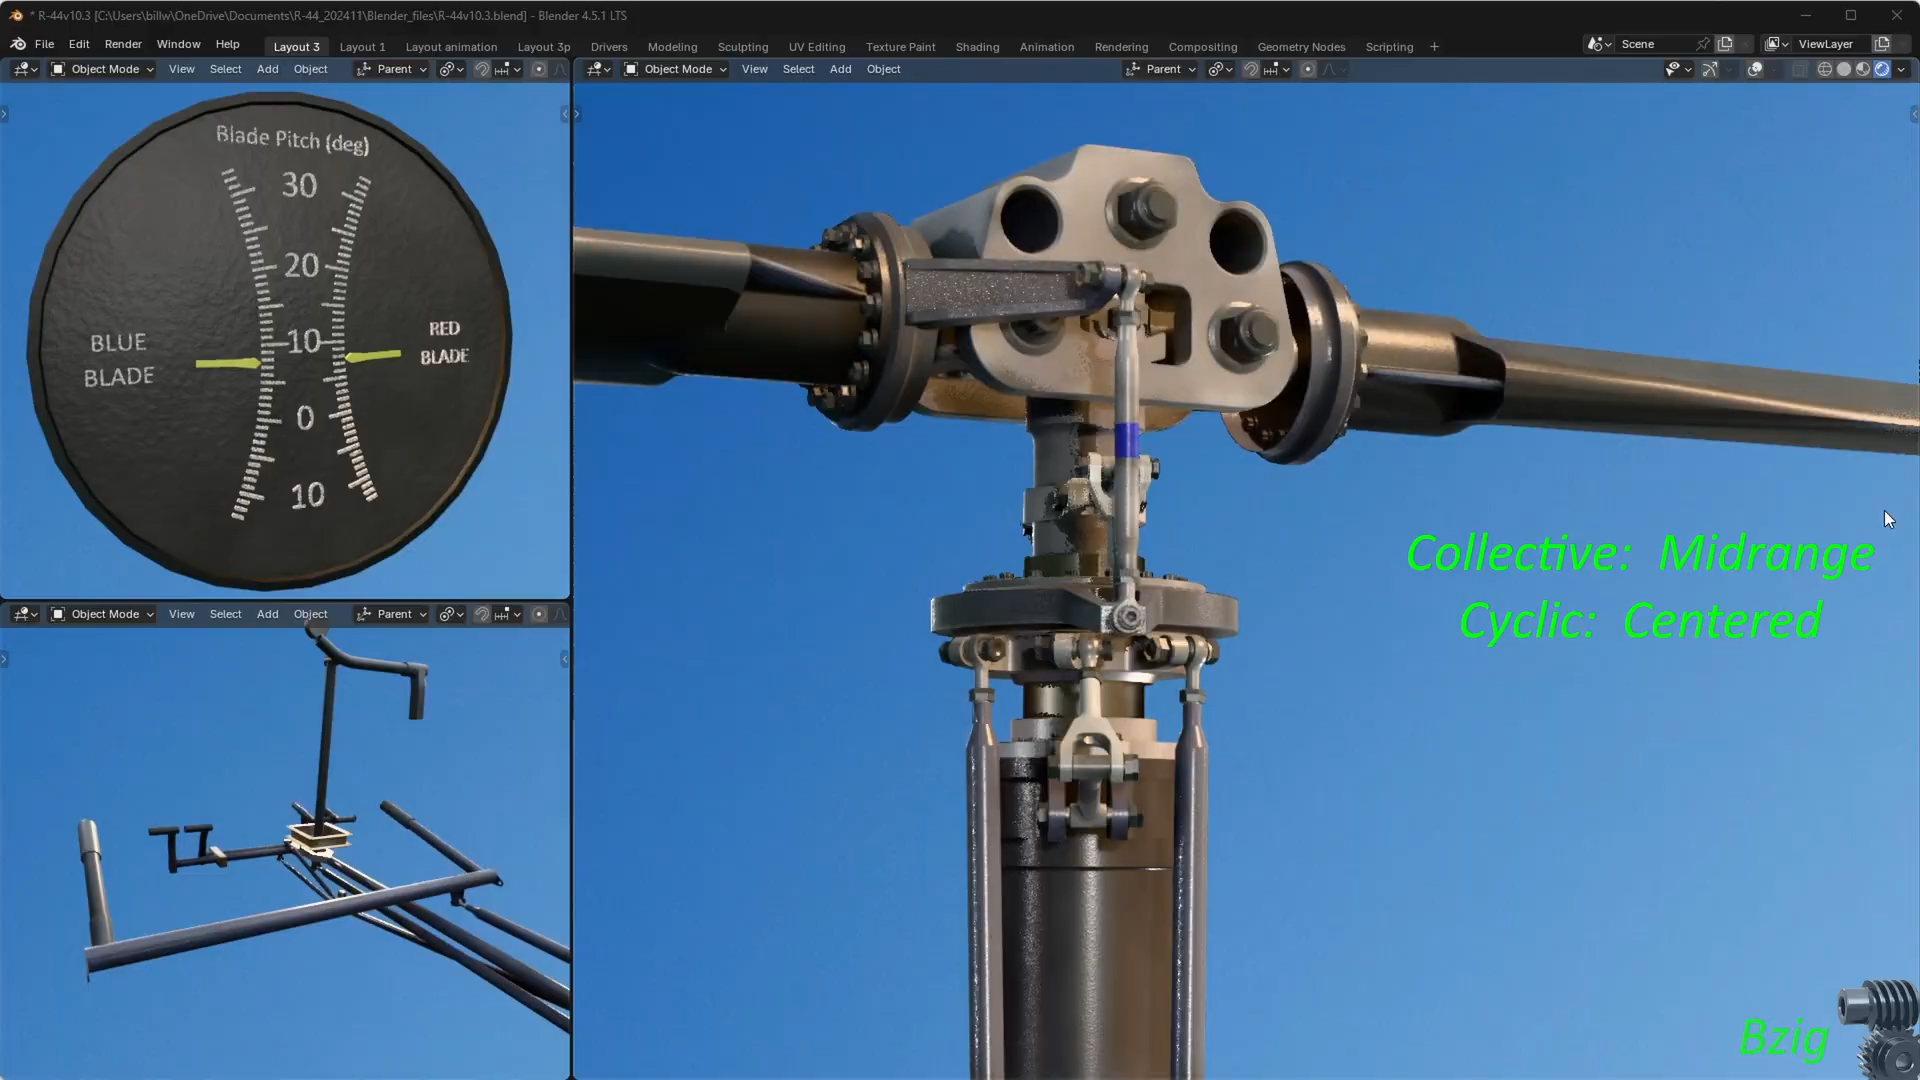 * R-44v10.3 [C:\Users\billw\OneDrive\Documents\R-44_202411\Blender_files\R-44v10.3.blend] - Blender 4.5.1 LTS
File Edit Render Window Help Layout 3 Layout 1 Layout animation Layout 3p Drivers Modeling Sculpting UV Editing Texture Paint Shading Animation Rendering Compositing Geometry Nodes Scripting + Scene ViewLayer
Object Mode View Select Add Object Parent
Object Mode View Select Add Object Parent
Blade Pitch (deg)
30
20
10
0
10
BLUE
BLADE
RED
BLADE
Collective: Midrange
Cyclic: Centered
Object Mode View Select Add Object Parent
Bzig